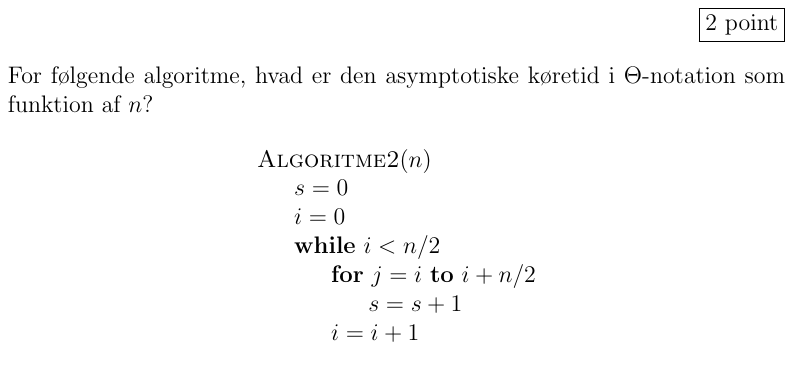 2 point
For følgende algoritme, hvad er den asymptotiske køretid i Θ-notation som
funktion af n?
ALGORITME2(n)
s = 0
i = 0
while i < n/2
for j = i to i + n/2
s = s + 1
i = i + 1